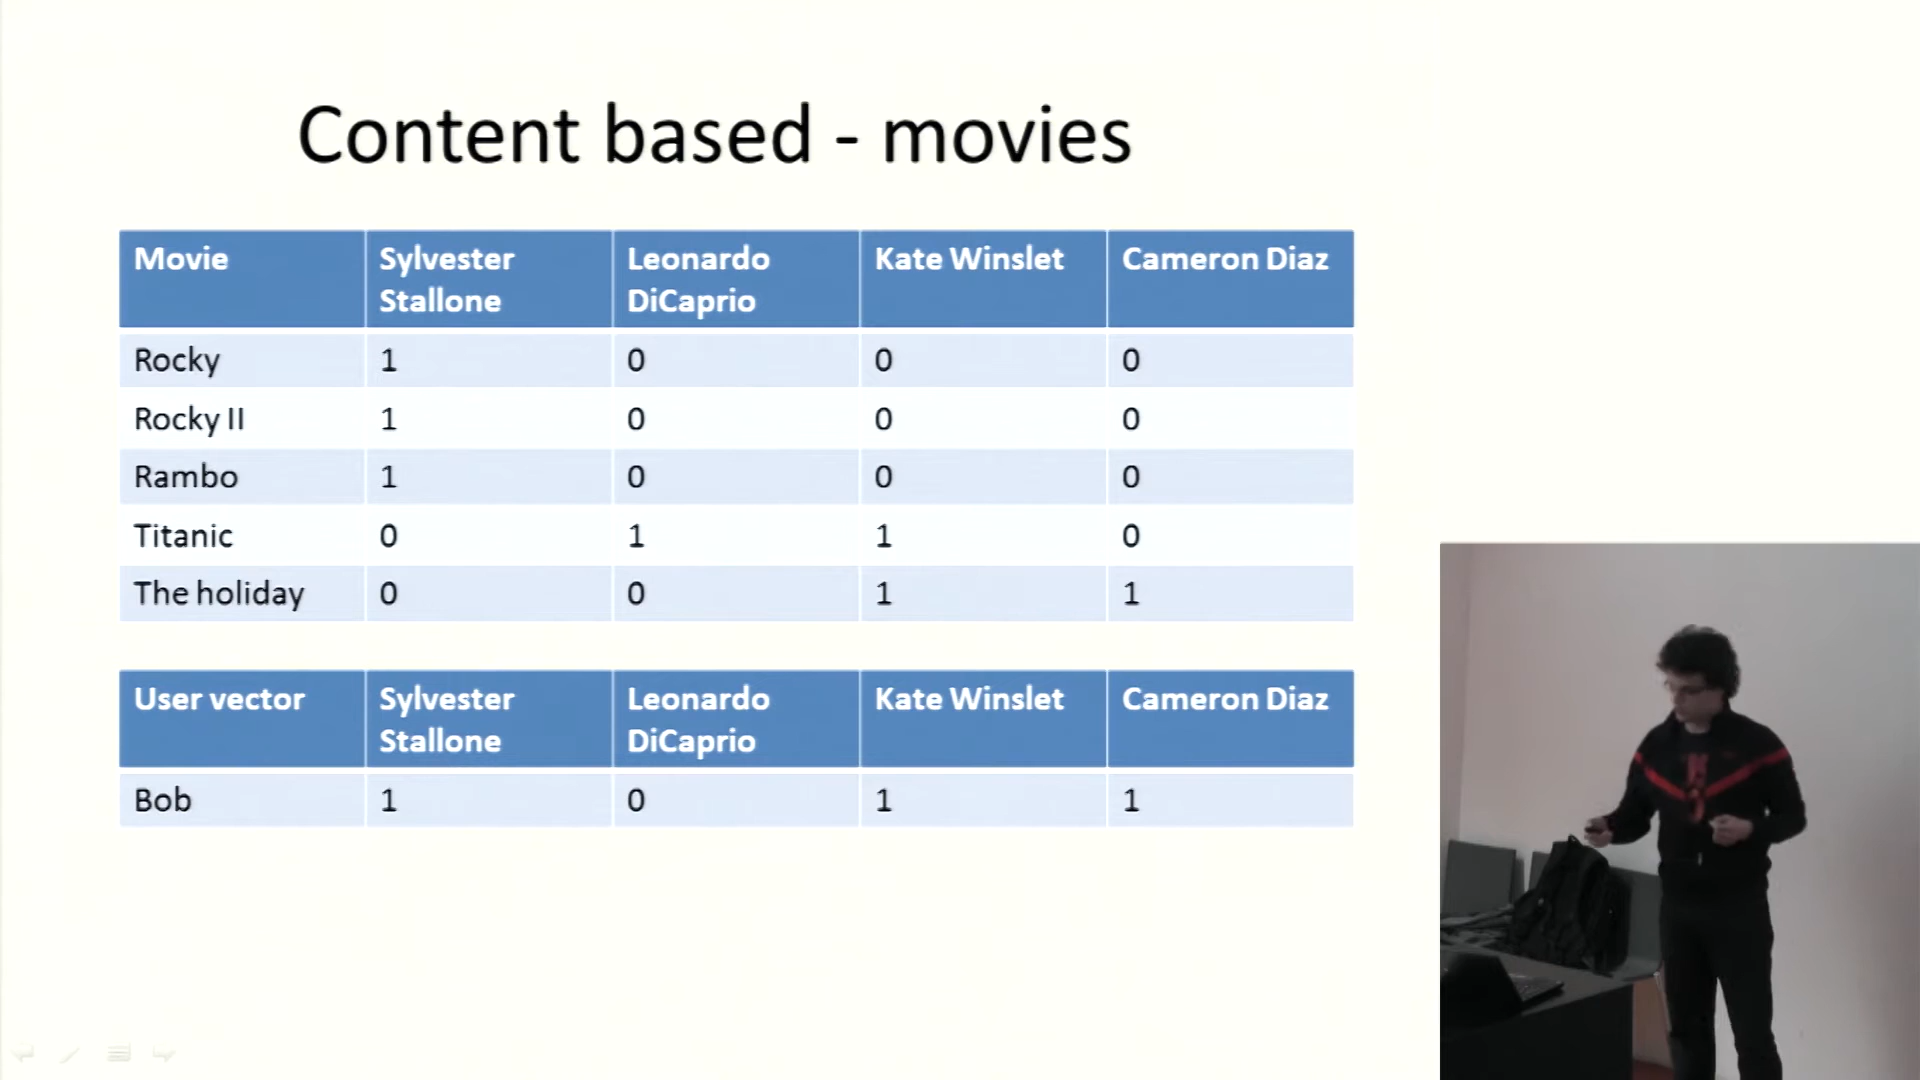 Content based - movies
Movie Sylvester Stallone Leonardo DiCaprio Kate Winslet Cameron Diaz
Rocky 1 0 0 0
Rocky II 1 0 0 0
Rambo 1 0 0 0
Titanic 0 1 1 0
The holiday 0 0 1 1
User vector Sylvester Stallone Leonardo DiCaprio Kate Winslet Cameron Diaz
Bob 1 0 1 1